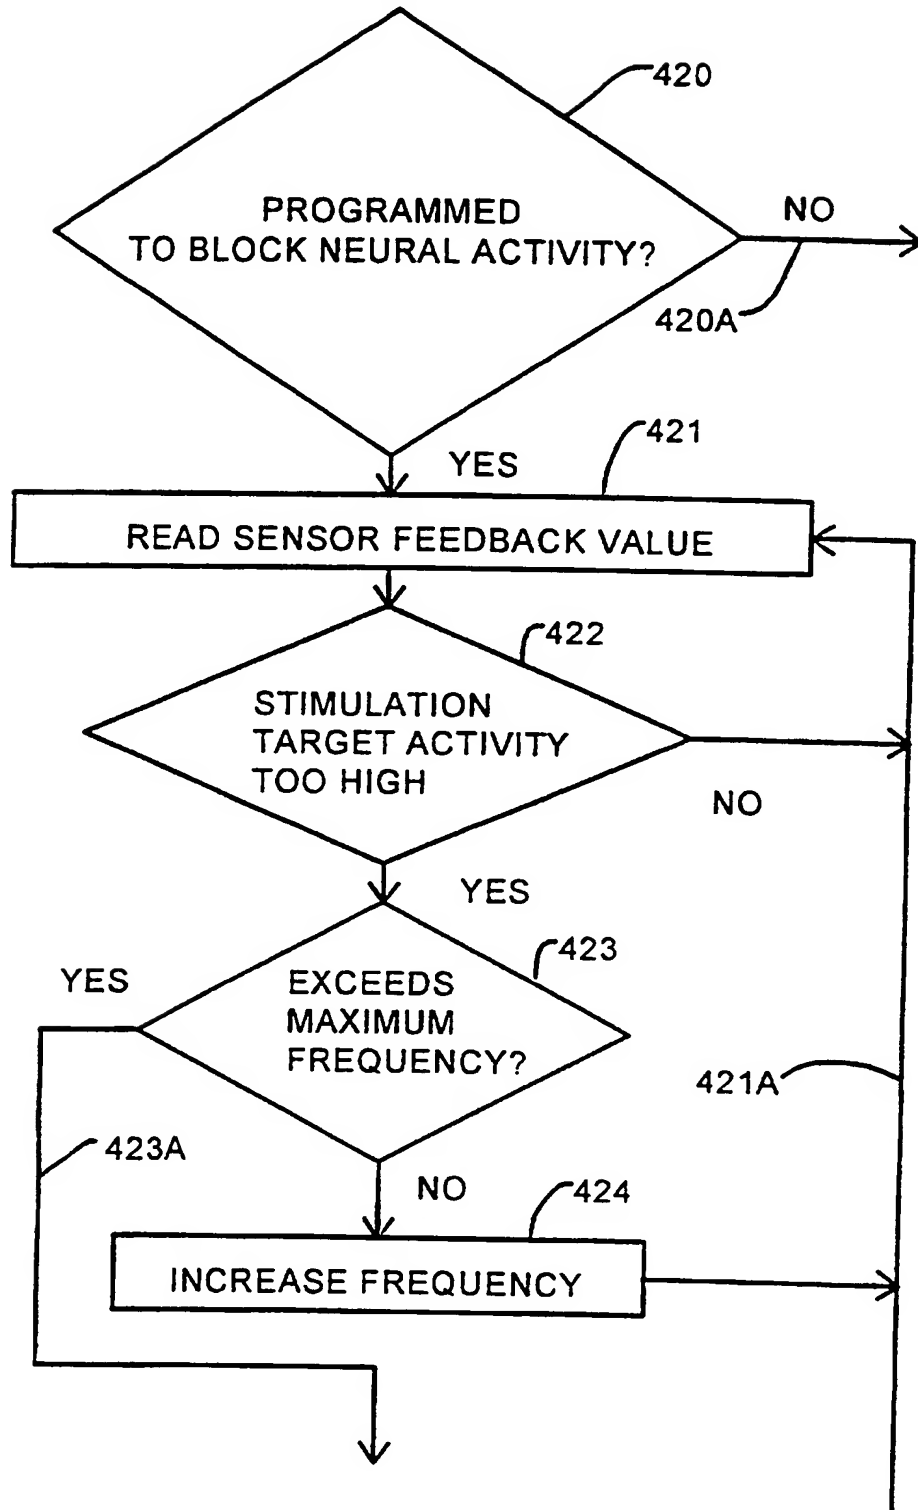 420
PROGRAMMED
TO BLOCK NEURAL ACTIVITY?
NO
420A
YES
421
READ SENSOR FEEDBACK VALUE
422
STIMULATION
TARGET ACTIVITY
TOO HIGH
NO
YES
423
YES
EXCEEDS
MAXIMUM
FREQUENCY?
421A
423A
NO
424
INCREASE FREQUENCY